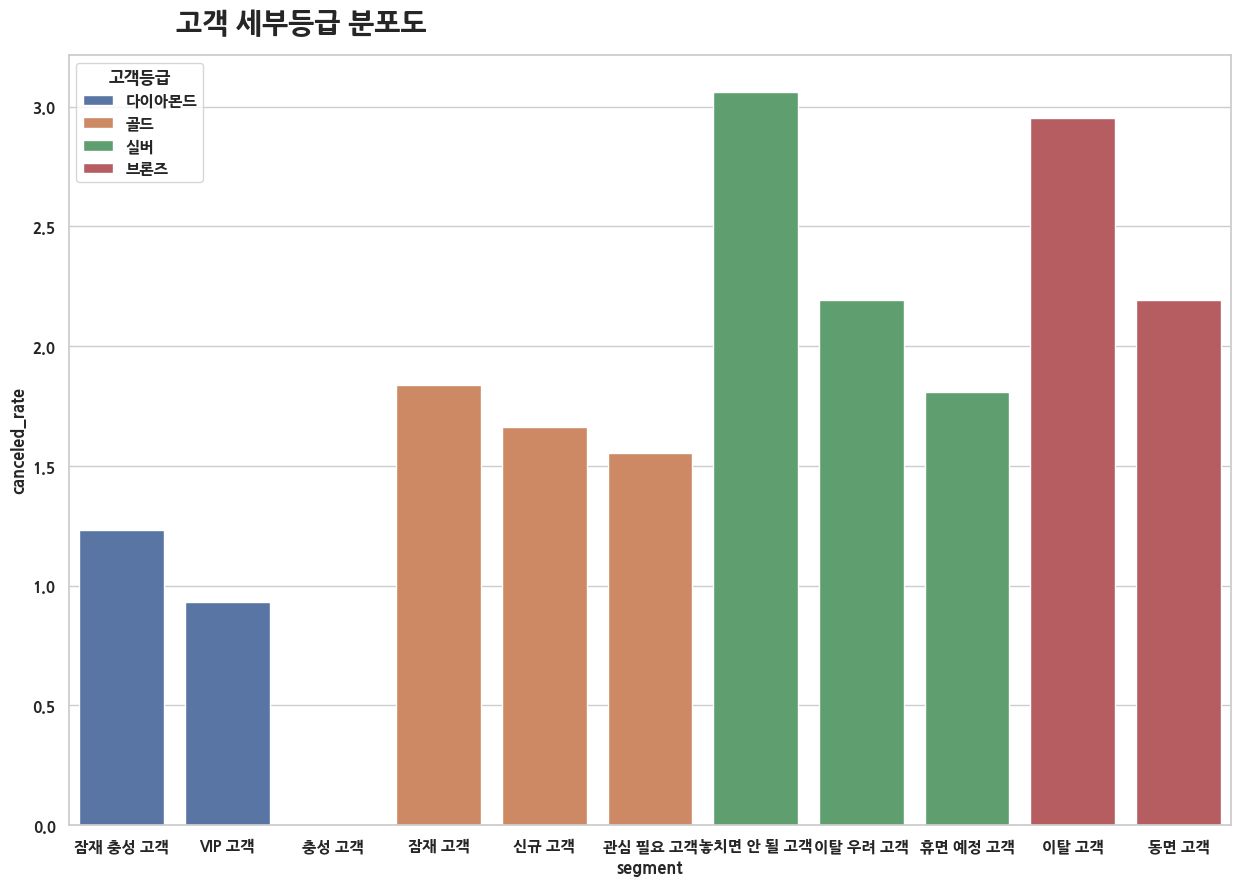 고객 세부등급 분포도
고객등급
다이아몬드
골드
실버
브론즈
canceled_rate
3.0
2.5
2.0
1.5
1.0
0.5
0.0
잠재 충성 고객 VIP 고객 충성 고객 잠재 고객 신규 고객 관심 필요 고객 놓치면 안 될 고객 이탈 우려 고객 휴면 예정 고객 이탈 고객 동면 고객
segment